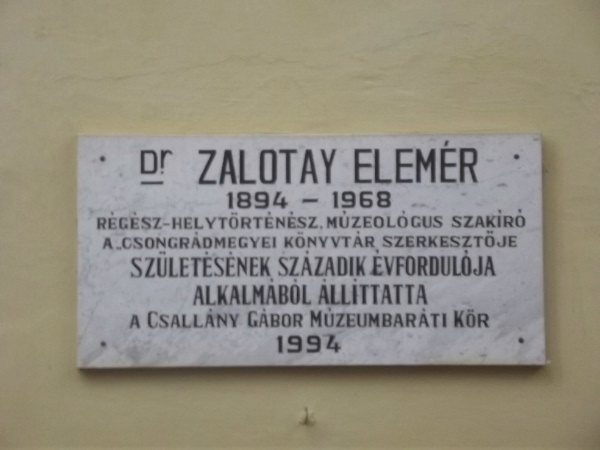 Dr ZALOTAY ELEMÉR
1894 – 1968
RÉGÉSZ-HELYTÖRTÉNÉSZ, MÚZEOLÓGUS SZAKÍRÓ
A „CSONGRÁDMEGYEI KÖNYVTÁR SZERKESZTŐJE
SZÜLETÉSÉNEK SZÁZADIK ÉVFORDULÓJA
ALKALMÁBÓL ÁLLÍTTATTA
A CSALLÁNY GÁBOR MÚZEUMBARÁTI KÖR
1994